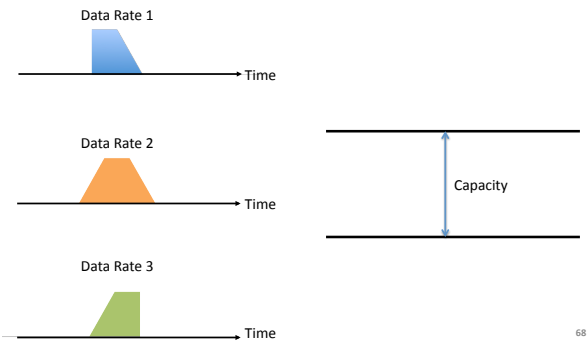 Data Rate 1
Time
Data Rate 2
Time
Capacity
Data Rate 3
Time
68